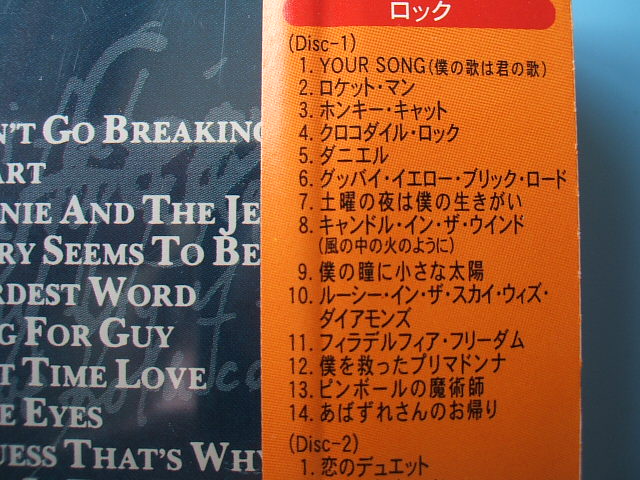 N'T GO BREAKING
ART
NIE AND THE JE
RY SEEMS TO BE
RDEST WORD
G FOR GUY
T TIME LOVE
E EYES
UESS THAT'S WHY
ロック
(Disc-1)
1. YOUR SONG(僕の歌は君の歌)
2. ロケット・マン
3. ホンキー・キャット
4. クロコダイル・ロック
5. ダニエル
6. グッバイ・イエロー・ブリック・ロード
7. 土曜の夜は僕の生きがい
8. キャンドル・イン・ザ・ウインド
(風の中の火のように)
9. 僕の瞳に小さな太陽
10. ルーシー・イン・ザ・スカイ・ウィズ・
ダイアモンズ
11. フィラデルフィア・フリーダム
12. 僕を救ったプリマドンナ
13. ピンボールの魔術師
14. あばずれさんのお帰り
(Disc-2)
1. 恋のデュエット